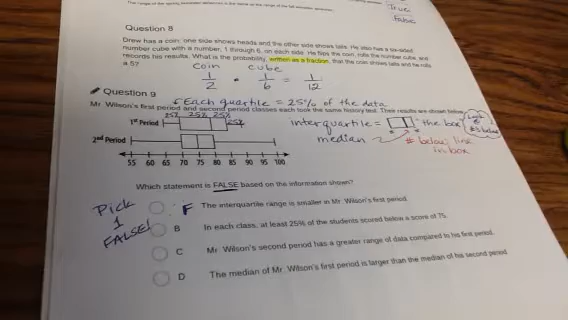 True
False
Question 8
Drew has a coin: one side shows heads and the other side shows tails. He also has a six-sided
number cube with a number, 1 through 6, on each side. He flips the coin, rolls the number cube, and
records his results. What is the probability, written as a fraction, that the coin shows tails and he rolls
a 5?
coin cube
1/2 • 1/6 = 1/12
Question 9
Each quartile = 25% of the data
Mr. Wilson's first period and second period classes each took the same history test. Their results are shown below.
25% 25% 25% 25%
1st Period
interquartile = "the box"
2nd Period
median
# below line
in box
55 60 65 70 75 80 85 90 95 100
Which statement is FALSE based on the information shown?
Pick
1
FALSE!
F The interquartile range is smaller in Mr. Wilson's first period.
B In each class, at least 25% of the students scored below a score of 75.
C Mr. Wilson's second period has a greater range of data compared to his first period.
D The median of Mr. Wilson's first period is larger than the median of his second period